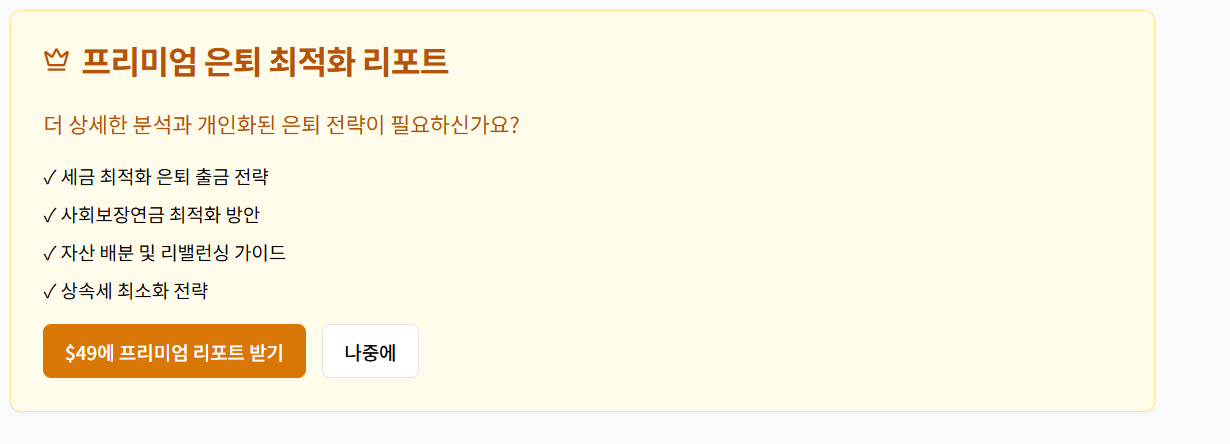 프리미엄 은퇴 최적화 리포트
더 상세한 분석과 개인화된 은퇴 전략이 필요하신가요?
✓ 세금 최적화 은퇴 출금 전략
✓ 사회보장연금 최적화 방안
✓ 자산 배분 및 리밸런싱 가이드
✓ 상속세 최소화 전략
$49에 프리미엄 리포트 받기
나중에